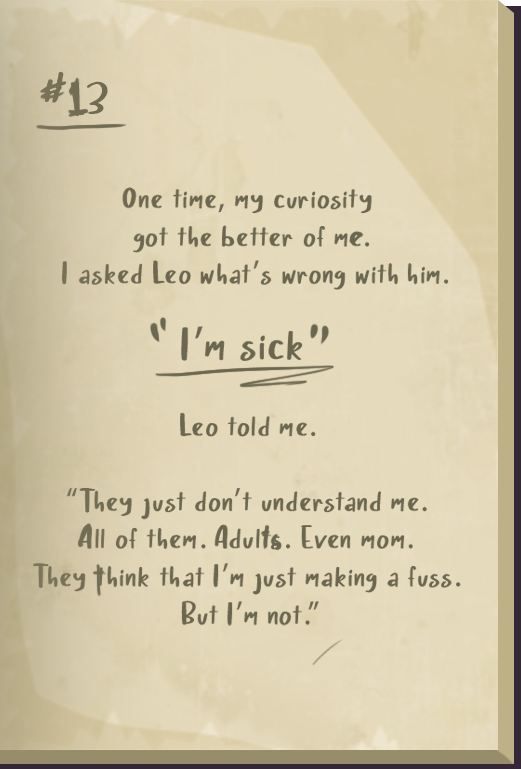 #13
One time, my curiosity
got the better of me.
I asked Leo what's wrong with him.
"I'm sick"
Leo told me.
"They just don't understand me.
All of them. Adults. Even mom.
They think that I'm just making a fuss.
But I'm not."